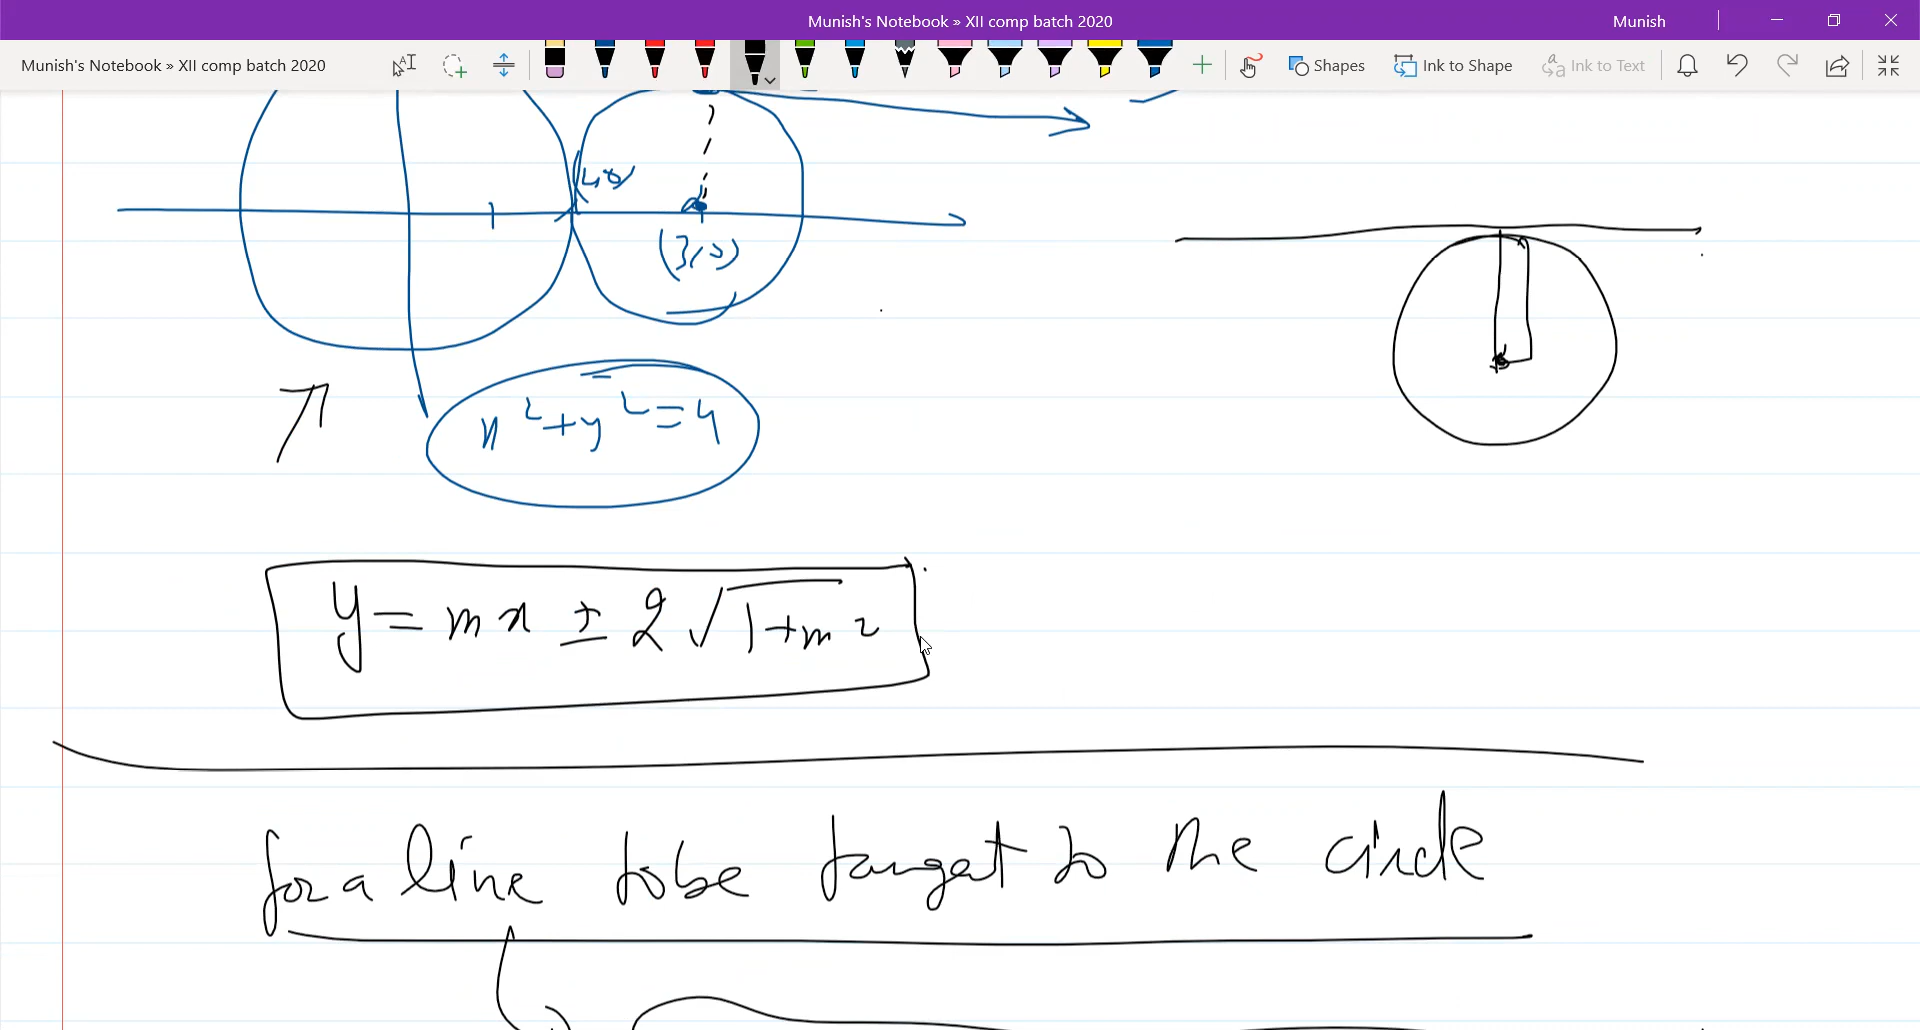 Munish's Notebook » XII comp batch 2020
Munish
Munish's Notebook » XII comp batch 2020
Shapes
Ink to Shape
Ink to Text
(3,0)
x²+y²=4
y = mx ± 2√1+m²
for a line to be tangent to the circle